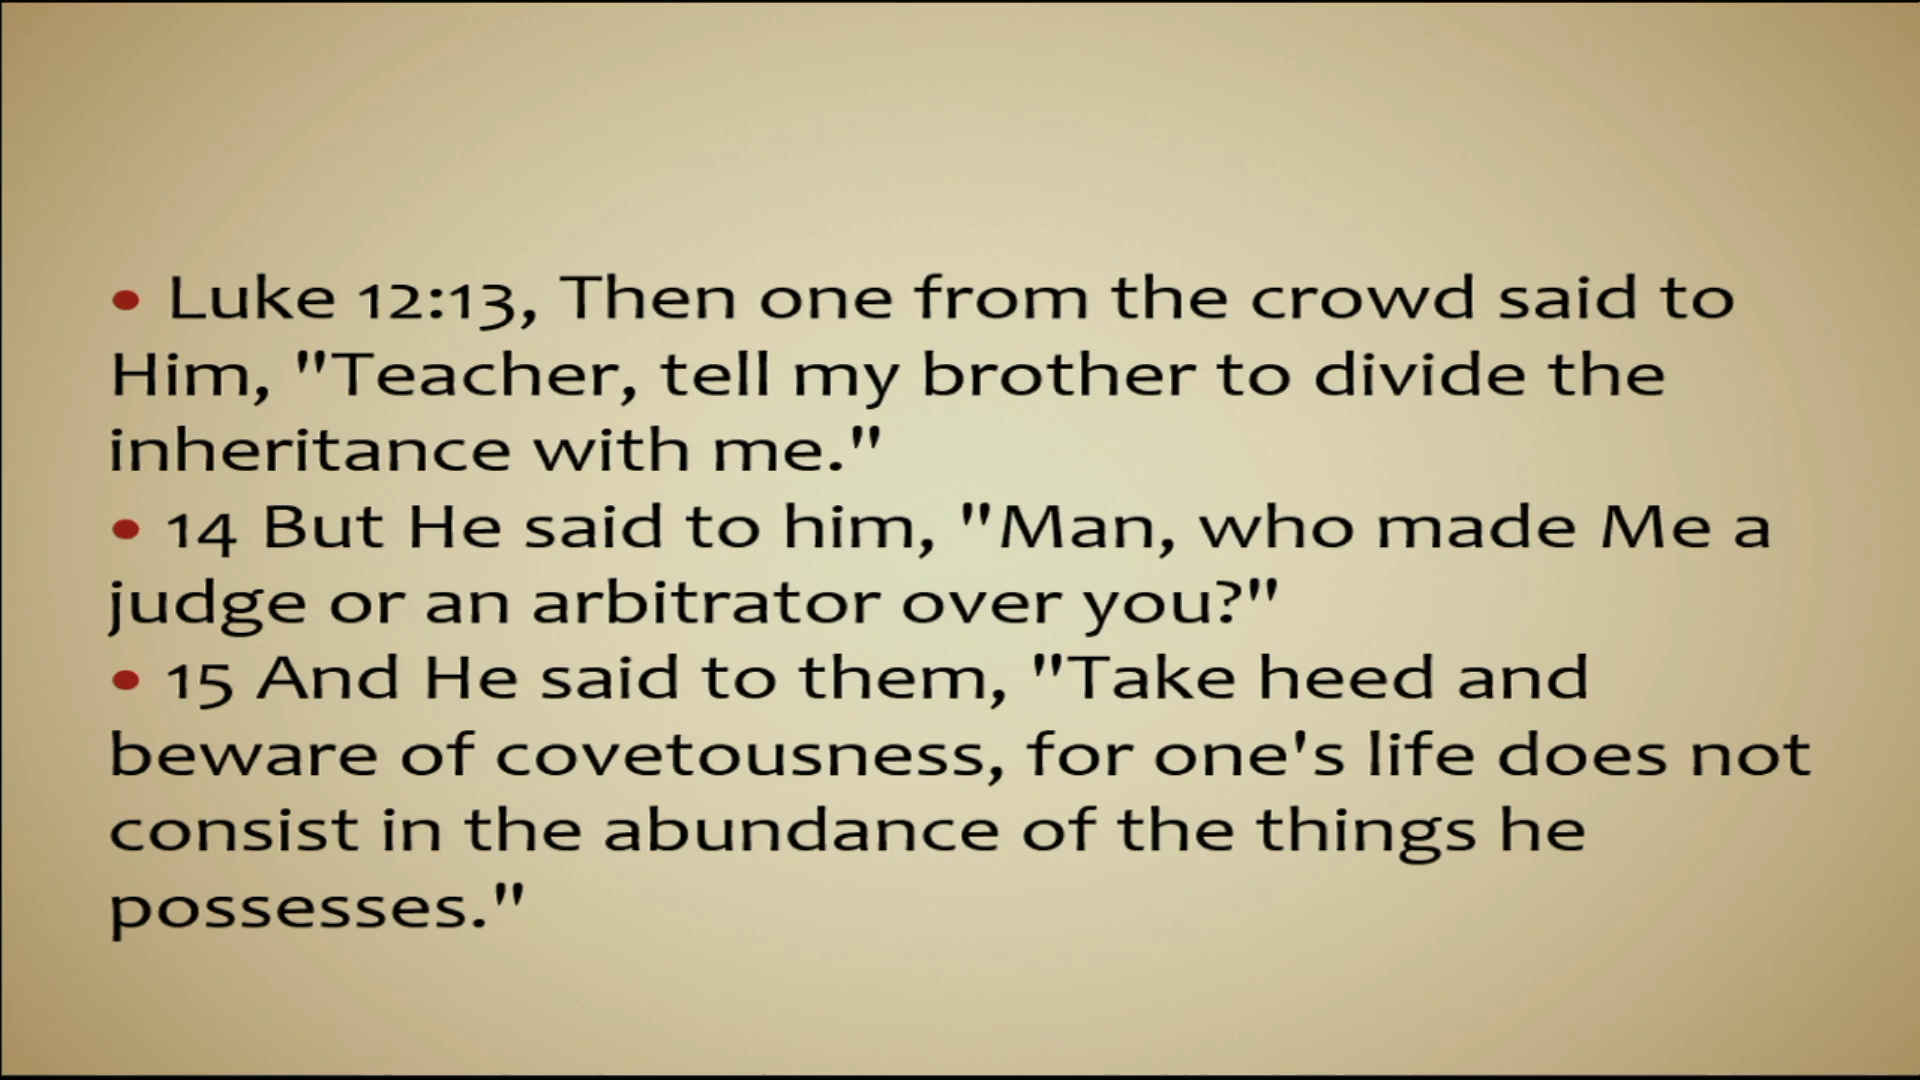 • Luke 12:13, Then one from the crowd said to
Him, "Teacher, tell my brother to divide the
inheritance with me."
• 14 But He said to him, "Man, who made Me a
judge or an arbitrator over you?"
• 15 And He said to them, "Take heed and
beware of covetousness, for one's life does not
consist in the abundance of the things he
possesses."